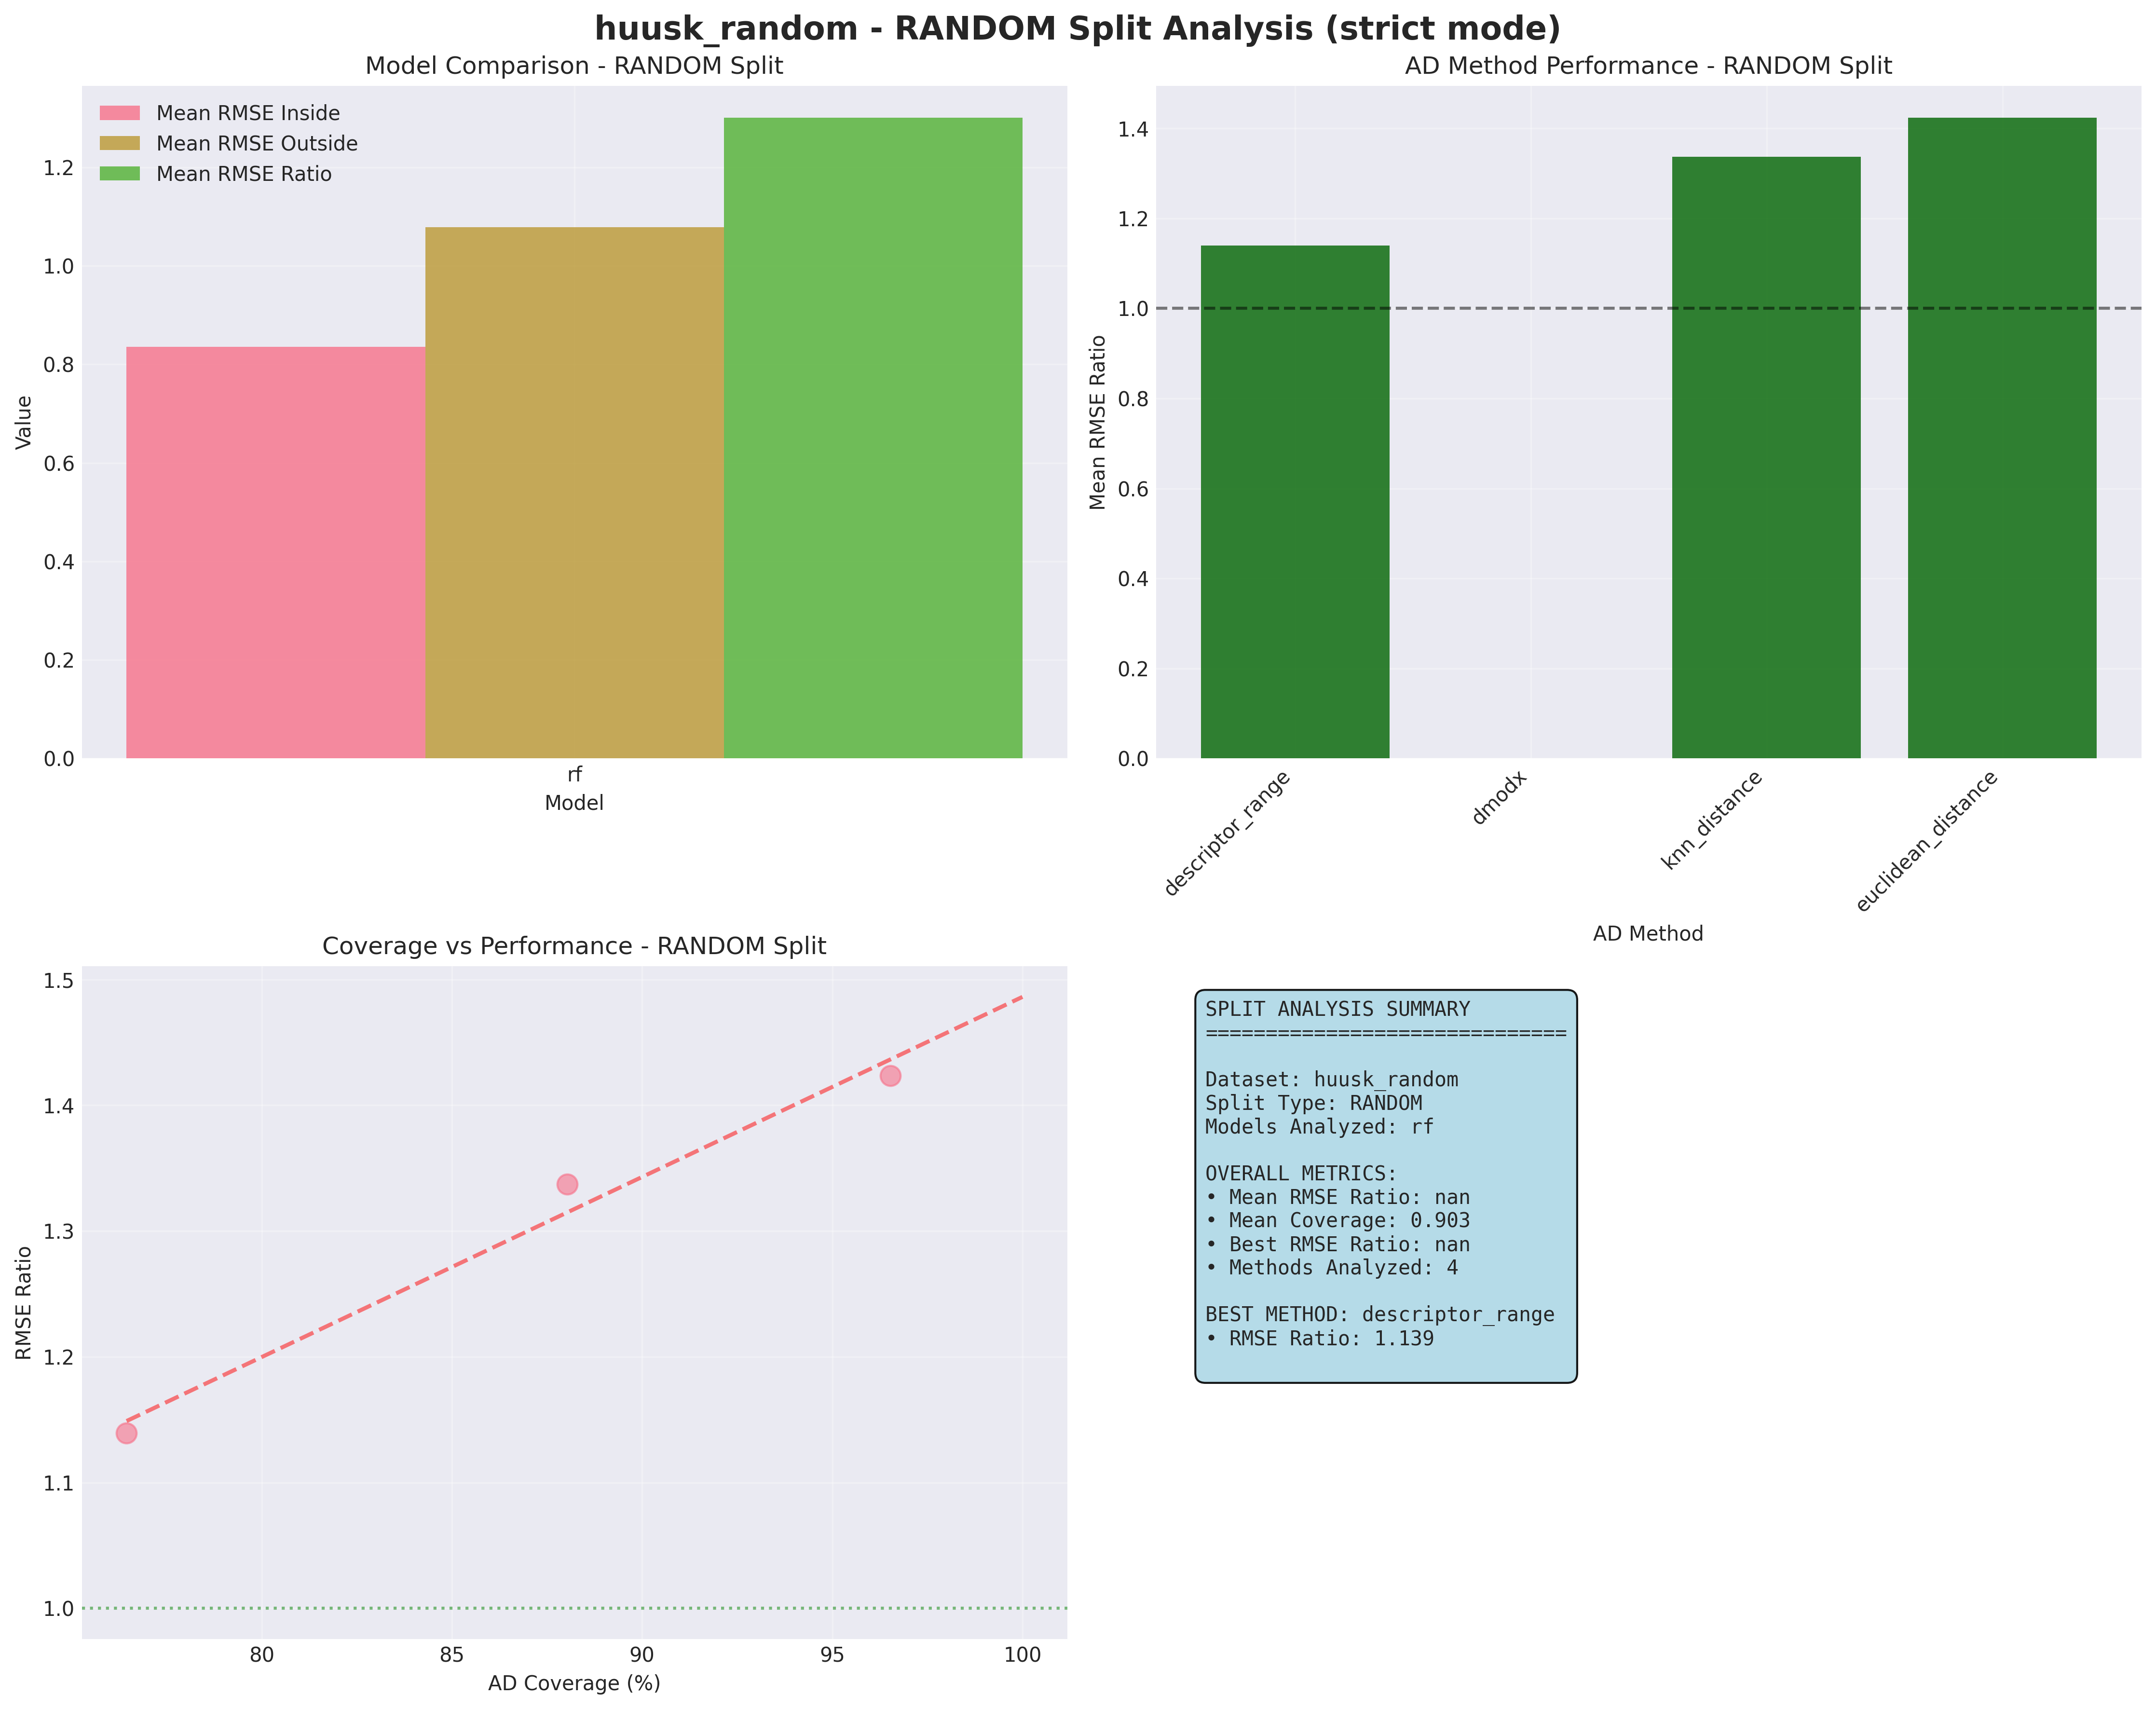 huusk_random - RANDOM Split Analysis (strict mode)
Model Comparison - RANDOM Split
Mean RMSE Inside
Mean RMSE Outside
Mean RMSE Ratio
1.2
1.0
0.8
0.6
0.4
0.2
0.0
Value
rf
Model
AD Method Performance - RANDOM Split
1.4
1.2
1.0
0.8
0.6
0.4
0.2
0.0
Mean RMSE Ratio
descriptor_range
dmodx
knn_distance
euclidean_distance
AD Method
Coverage vs Performance - RANDOM Split
1.5
1.4
1.3
1.2
1.1
1.0
RMSE Ratio
80
85
90
95
100
AD Coverage (%)
SPLIT ANALYSIS SUMMARY
==============================
Dataset: huusk_random
Split Type: RANDOM
Models Analyzed: rf
OVERALL METRICS:
• Mean RMSE Ratio: nan
• Mean Coverage: 0.903
• Best RMSE Ratio: nan
• Methods Analyzed: 4
BEST METHOD: descriptor_range
• RMSE Ratio: 1.139